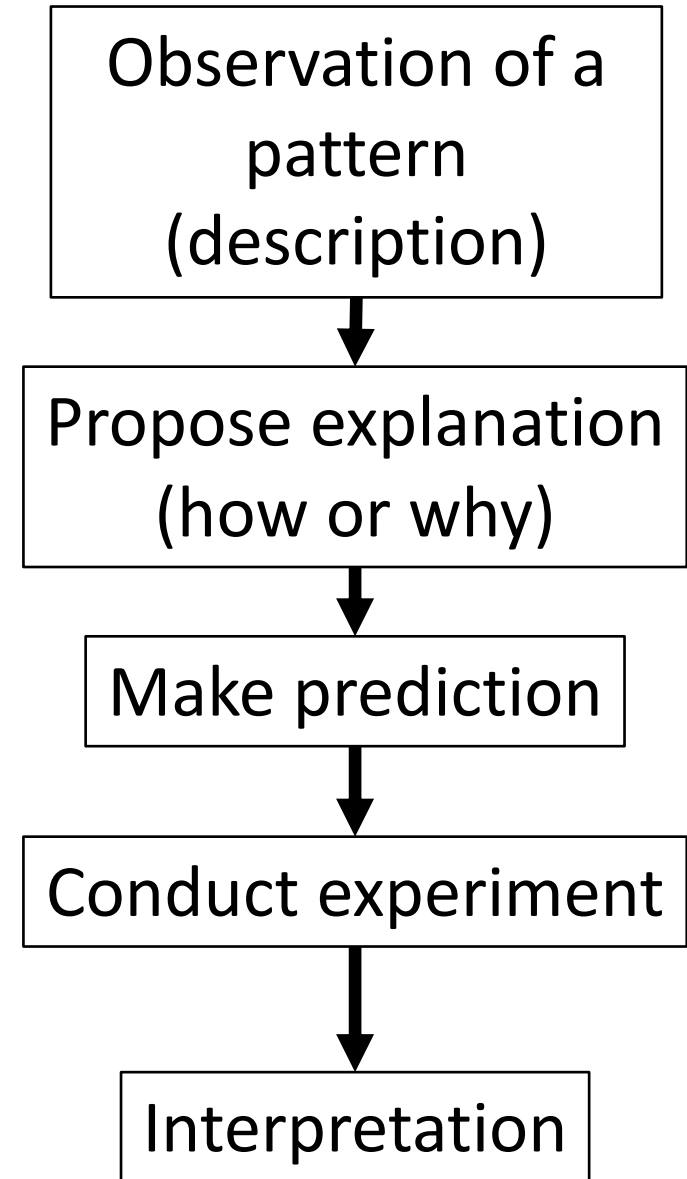 Observation of a
pattern
(description)
Propose explanation
(how or why)
Make prediction
Conduct experiment
Interpretation